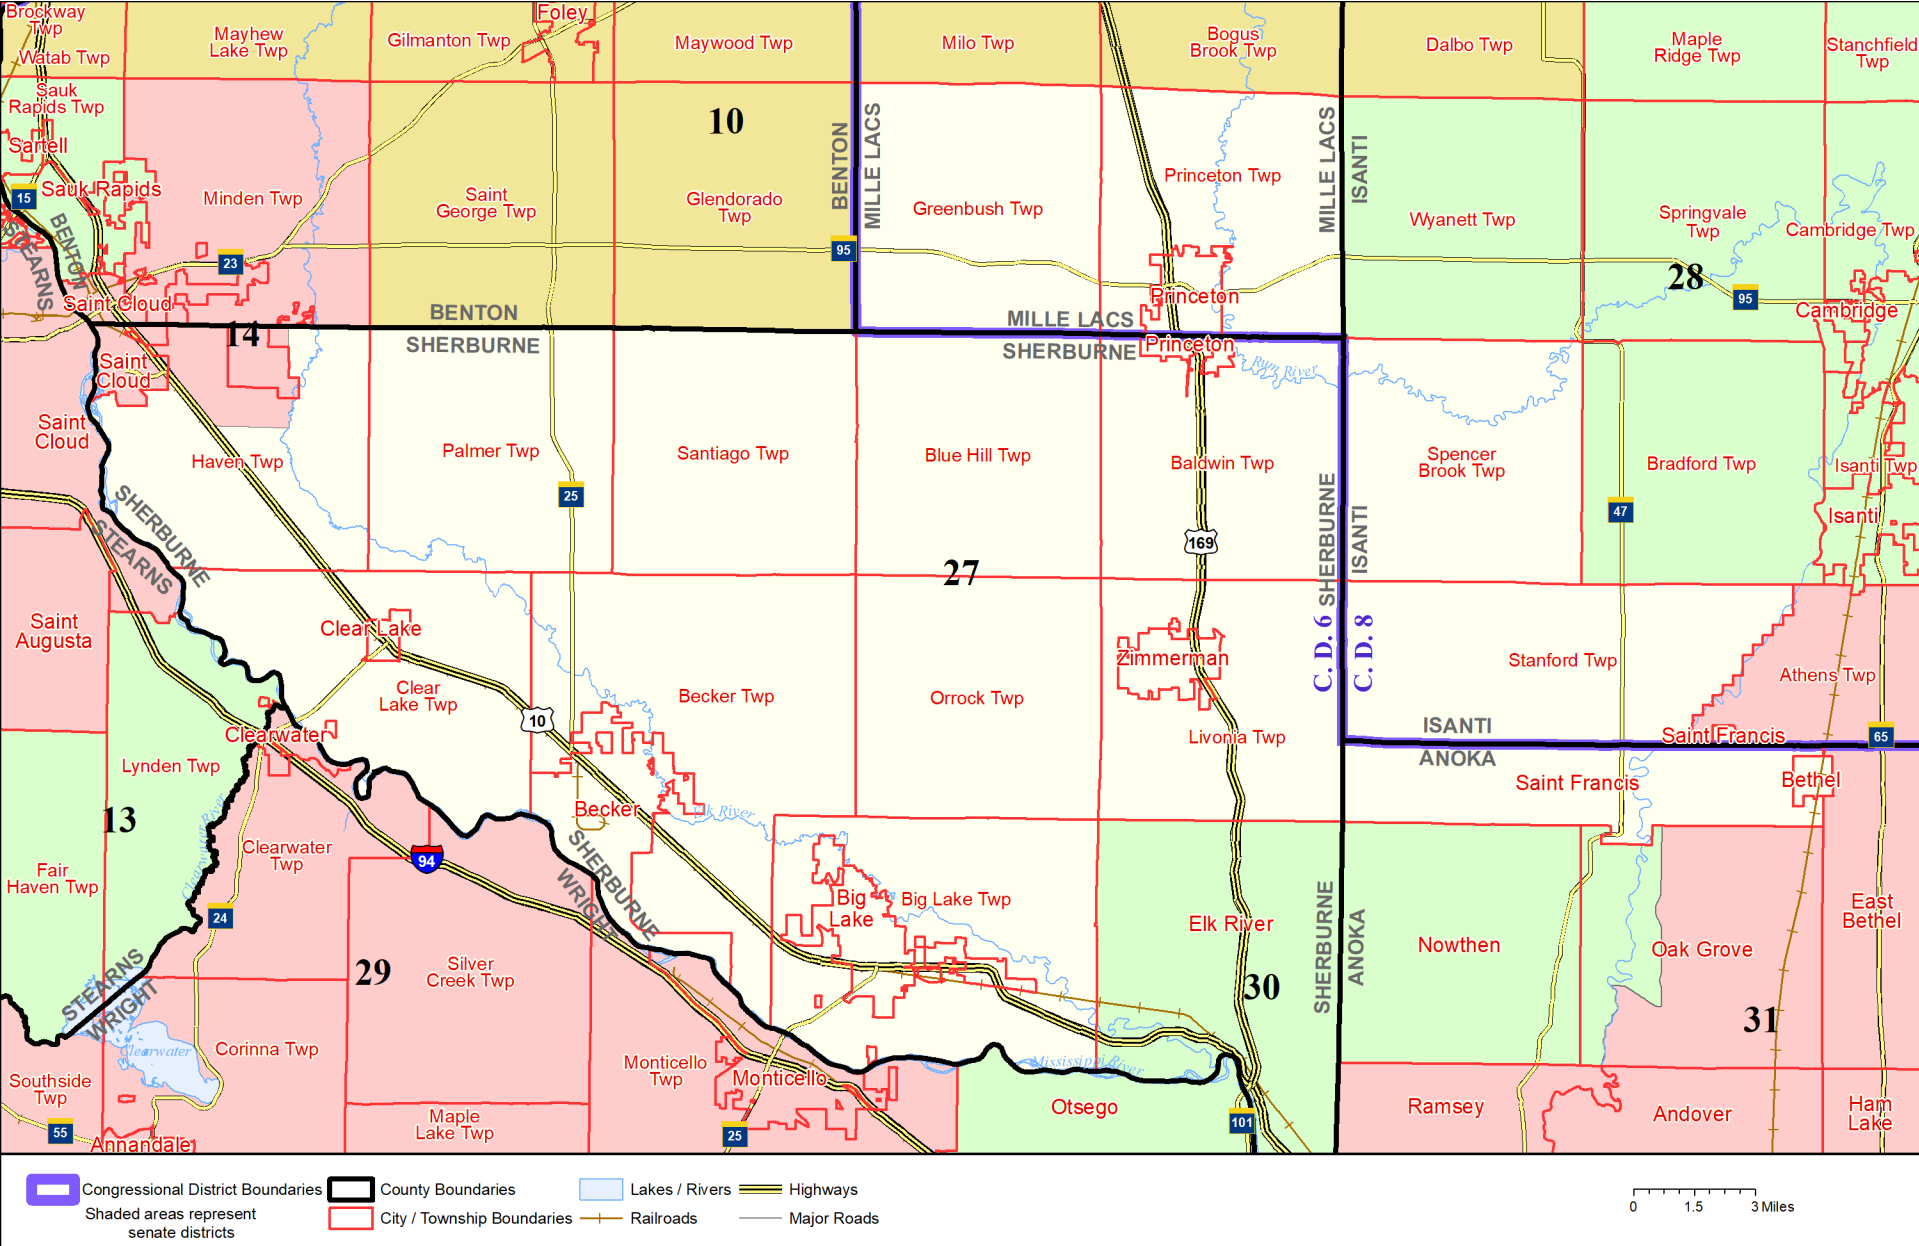 Brockway
Twp
Watab Twp
Mayhew
Lake Twp
Gilmanton Twp
Foley
Maywood Twp
Milo Twp
Bogus
Brook Twp
Dalbo Twp
Maple
Ridge Twp
Stanchfield
Twp
Sauk
Rapids Twp
Sartell
15
Sauk Rapids
Minden Twp
Saint
George Twp
10
Glendorado
Twp
BENTON
MILLE LACS
Greenbush Twp
Princeton Twp
MILLE LACS
ISANTI
Wyanett Twp
Springvale
Twp
Cambridge Twp
STEARNS
BENTON
23
95
28
95
Saint Cloud
14
BENTON
SHERBURNE
MILLE LACS
SHERBURNE
Princeton
Princeton
Rum River
Cambridge
Saint
Cloud
Saint
Cloud
Haven Twp
Palmer Twp
Santiago Twp
Blue Hill Twp
Baldwin Twp
Spencer
Brook Twp
Bradford Twp
Isanti Twp
Isanti
25
47
169
SHERBURNE
STEARNS
SHERBURNE
ISANTI
27
Saint
Augusta
Clear Lake
Clear
Lake Twp
Becker Twp
Orrock Twp
Zimmerman
Livonia Twp
C. D. 6
C. D. 8
Stanford Twp
Athens Twp
10
ISANTI
ANOKA
Saint Francis
65
Clearwater
Lynden Twp
13
Saint Francis
Bethel
Becker
Elk River
Clearwater River
Clearwater
Twp
94
Fair
Haven Twp
SHERBURNE
WRIGHT
Big
Lake
Big Lake Twp
Elk River
SHERBURNE
ANOKA
Nowthen
Oak Grove
East
Bethel
24
29
Silver
Creek Twp
30
31
STEARNS
WRIGHT
Clearwater
Corinna Twp
Southside
Twp
Monticello
Twp
Monticello
Mississippi River
Otsego
Ramsey
Andover
Ham
Lake
55
Annandale
Maple
Lake Twp
25
101
Congressional District Boundaries
Shaded areas represent
senate districts
County Boundaries
City / Township Boundaries
Lakes / Rivers
Railroads
Highways
Major Roads
0 1.5 3 Miles